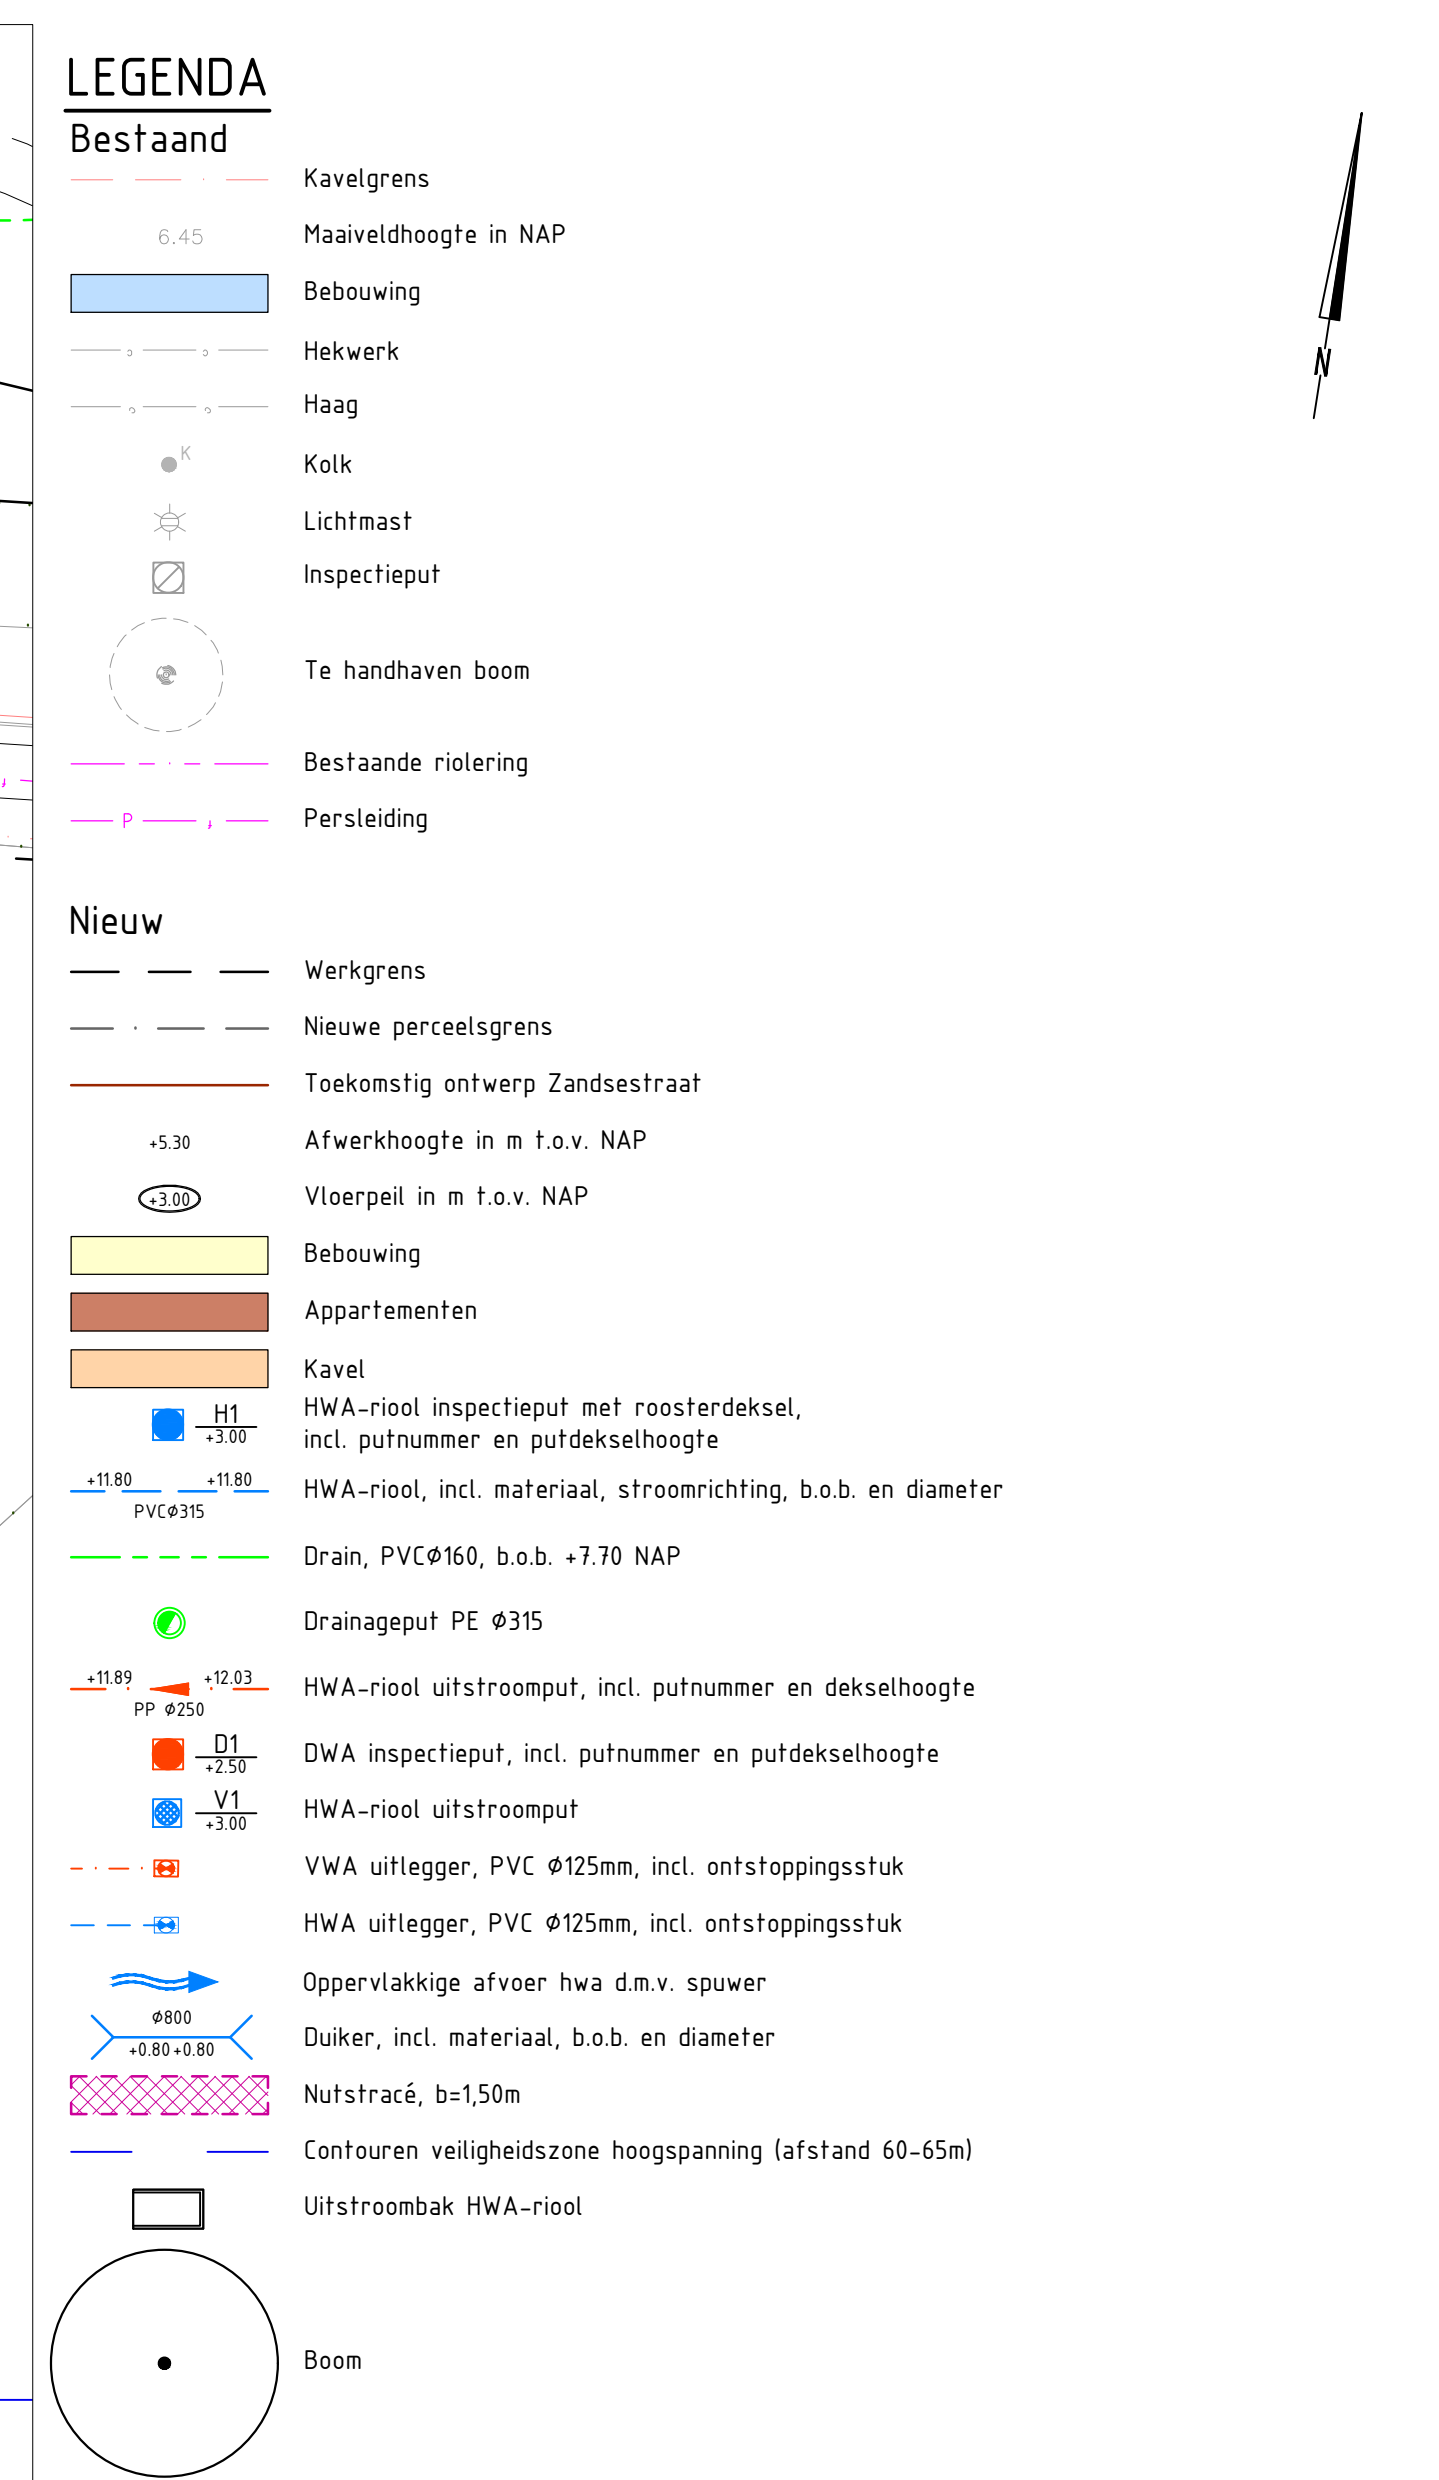 LEGENDA
Bestaand
Kavelgrens
6.45 Maaiveldhoogte in NAP
Bebouwing
Hekwerk
Haag
K Kolk
Lichtmast
Inspectieput
Te handhaven boom
Bestaande riolering
P Persleiding
N
Nieuw
Werkgrens
Nieuwe perceelsgrens
Toekomstig ontwerp Zandsestraat
+5.30 Afwerkhoogte in m t.o.v. NAP
+3.00 Vloerpeil in m t.o.v. NAP
Bebouwing
Appartementen
Kavel
H1 HWA-riool inspectieput met roosterdeksel,
+3.00 incl. putnummer en putdekselhoogte
+11.80 +11.80 HWA-riool, incl. materiaal, stroomrichting, b.o.b. en diameter
PVCØ315
Drain, PVCØ160, b.o.b. +7.70 NAP
Drainageput PE Ø315
+11.89 +12.03 HWA-riool uitstroomput, incl. putnummer en dekselhoogte
PP Ø250
D1 DWA inspectieput, incl. putnummer en putdekselhoogte
+2.50
V1 HWA-riool uitstroomput
+3.00
VWA uitlegger, PVC Ø125mm, incl. ontstoppingsstuk
HWA uitlegger, PVC Ø125mm, incl. ontstoppingsstuk
Oppervlakkige afvoer hwa d.m.v. spuwer
Ø800
Duiker, incl. materiaal, b.o.b. en diameter
+0.80 +0.80
Nutstracé, b=1,50m
Contouren veiligheidszone hoogspanning (afstand 60-65m)
Uitstroombak HWA-riool
Boom